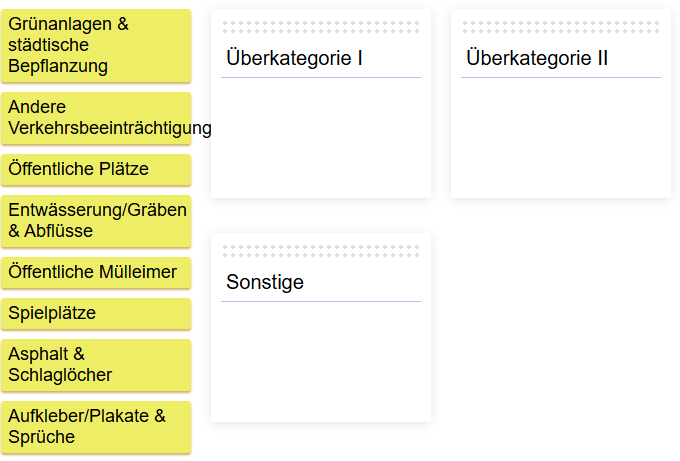 Grünanlagen &
städtische
Bepflanzung
Andere
Verkehrsbeeinträchtigung
Öffentliche Plätze
Entwässerung/Gräben
& Abflüsse
Öffentliche Mülleimer
Spielplätze
Asphalt &
Schlaglöcher
Aufkleber/Plakate &
Sprüche
Überkategorie I
Überkategorie II
Sonstige